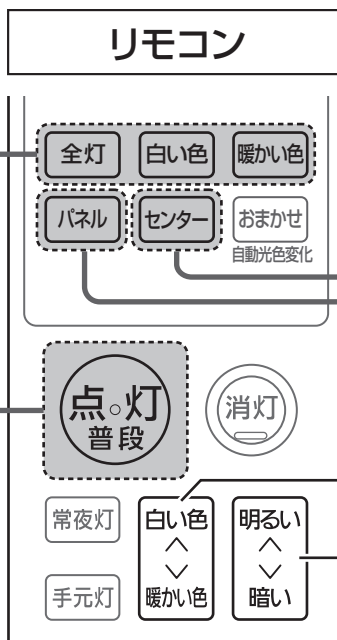 リモコン
全灯 白い色 暖かい色
パネル センター おまかせ
自動光色変化
点灯 消灯
普段
常夜灯 白い色 明るい
手元灯 暖かい色 暗い